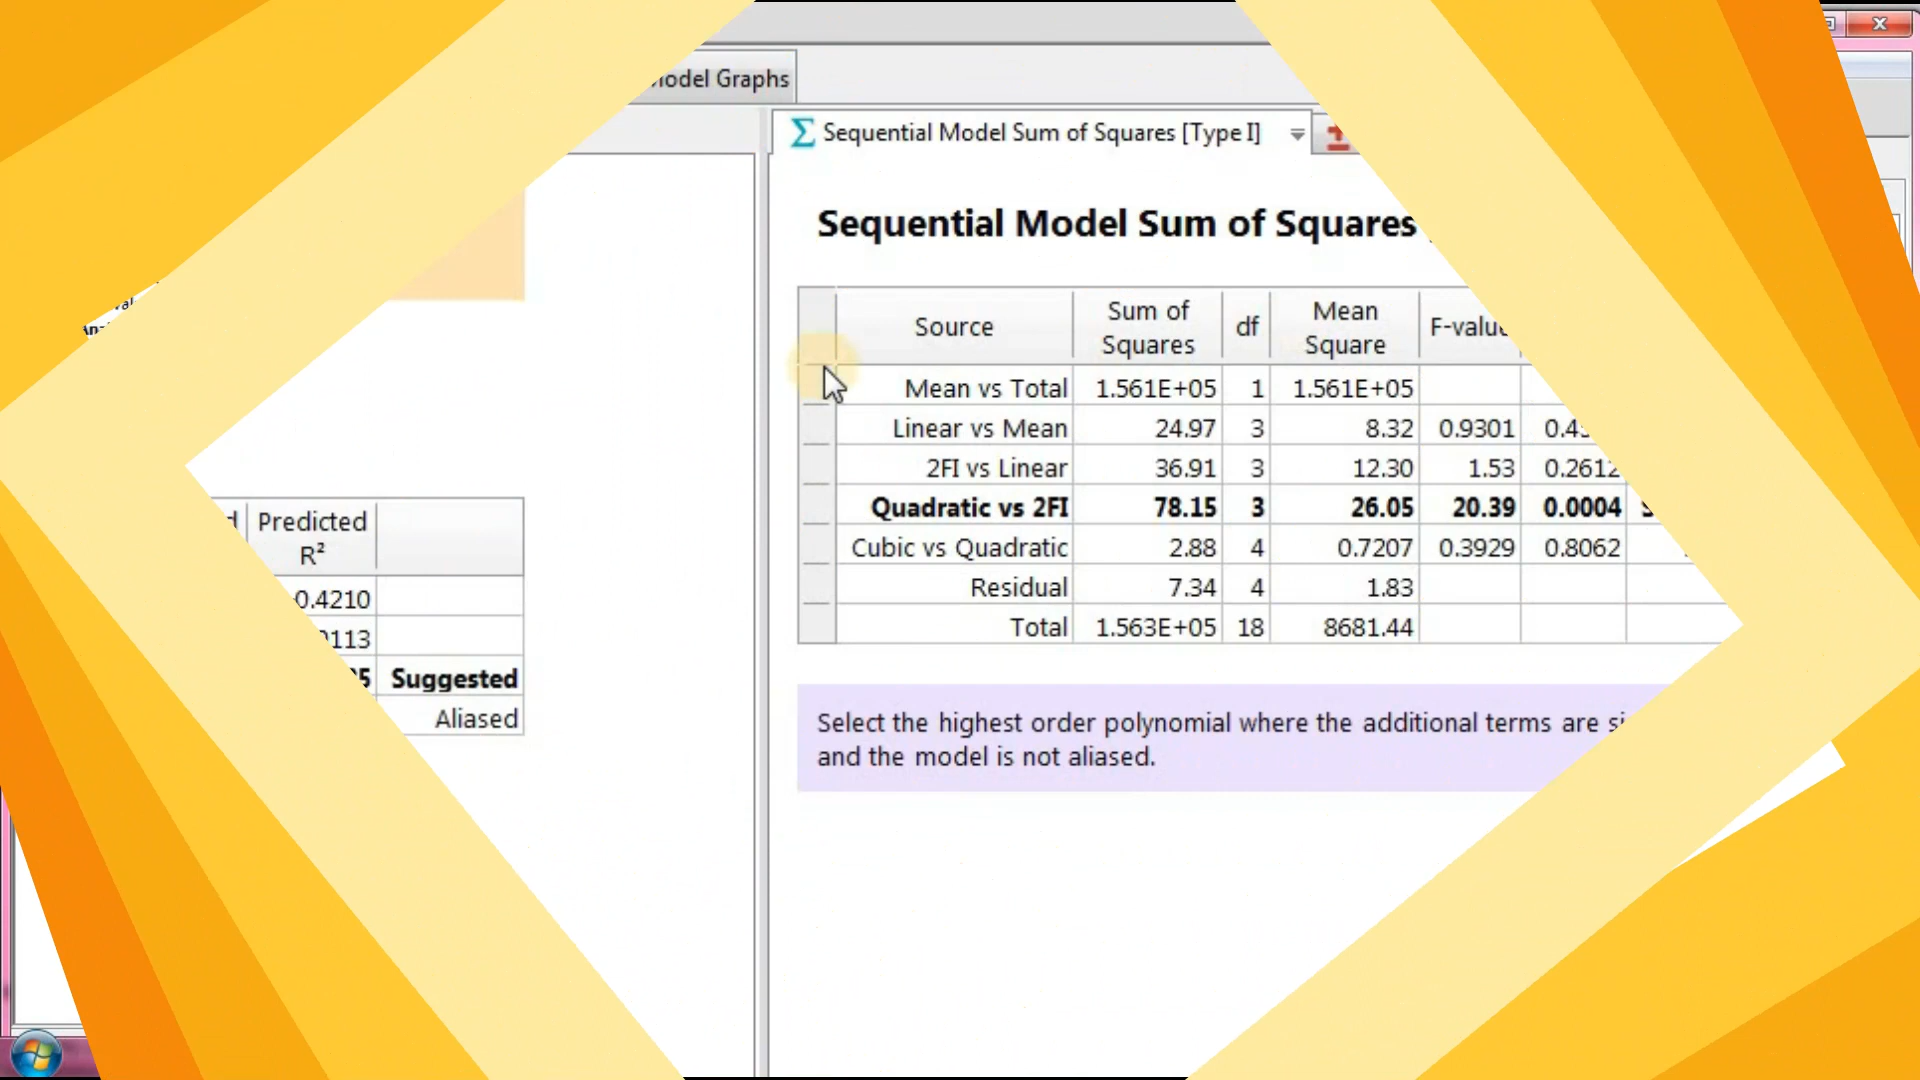 Model Graphs
Sequential Model Sum of Squares [Type I]
Sequential Model Sum of Squares
Source Sum of Squares df Mean Square F-value
Mean vs Total 1.561E+05 1 1.561E+05
Linear vs Mean 24.97 3 8.32 0.9301
2FI vs Linear 36.91 3 12.30 1.53 0.2612
Quadratic vs 2FI 78.15 3 26.05 20.39 0.0004
Cubic vs Quadratic 2.88 4 0.7207 0.3929 0.8062
Residual 7.34 4 1.83
Total 1.563E+05 18 8681.44
Select the highest order polynomial where the additional terms are
and the model is not aliased.
Predicted
R²
-0.4210
Suggested
Aliased